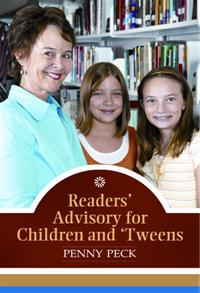 Readers'
Advisory for
Children and 'Tweens
PENNY PECK